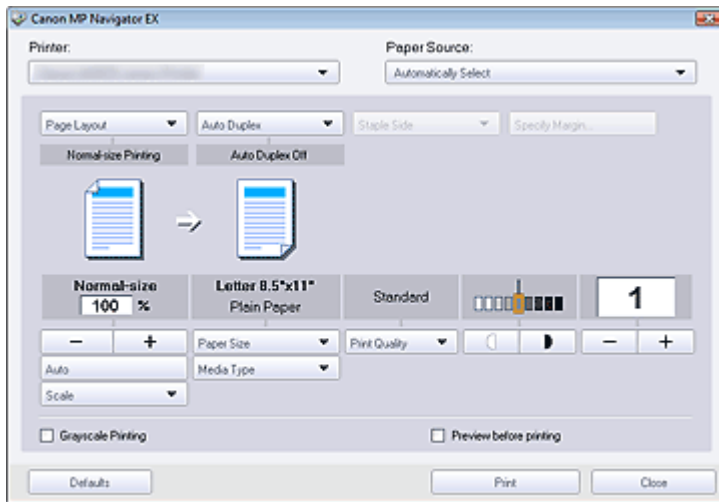 Canon MP Navigator EX
Printer: Paper Source:
Automatically Select
Page Layout Auto Duplex Staple Side Specify Margin...
Normal-size Printing Auto Duplex Off
Normal-size Letter 8.5"x11" Standard 1
100 % Plain Paper
− + Paper Size Print Quality − +
Auto Media Type
Scale
Grayscale Printing Preview before printing
Defaults Print Close